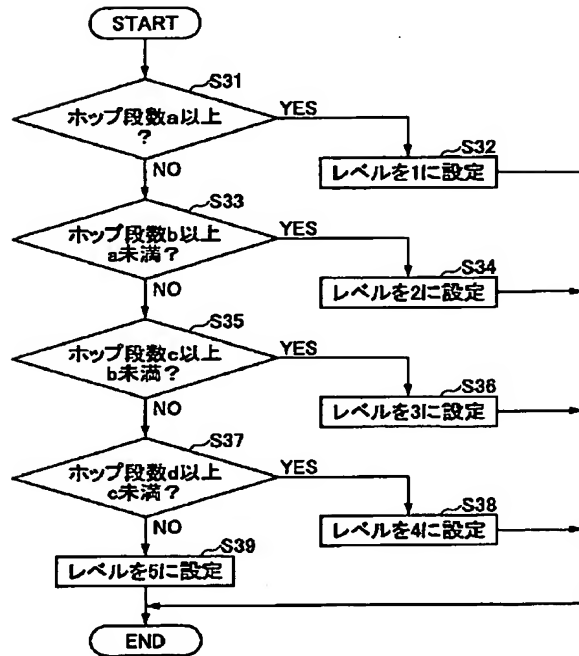 START
S31
ホップ段数a以上
?
YES
NO
S32
レベルを1に設定
S33
ホップ段数b以上
a未満?
YES
NO
S34
レベルを2に設定
S35
ホップ段数c以上
b未満?
YES
NO
S36
レベルを3に設定
S37
ホップ段数d以上
c未満?
YES
NO
S38
レベルを4に設定
S39
レベルを5に設定
END